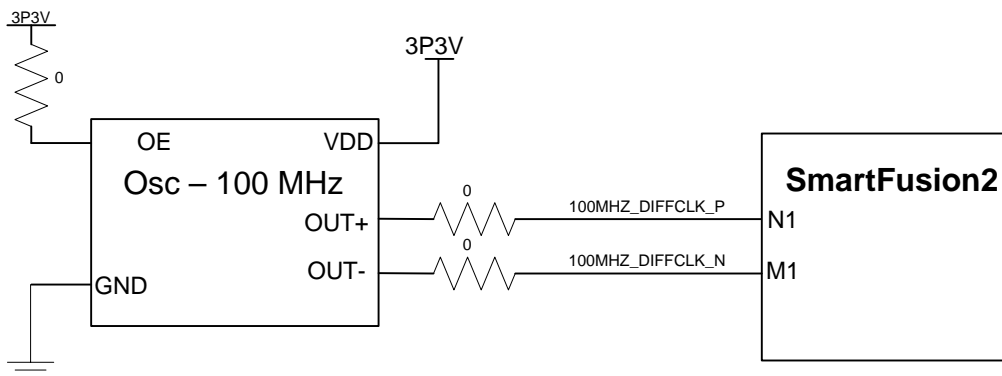 3P3V
0
3P3V
OE
VDD
Osc – 100 MHz
SmartFusion2
0
OUT+
100MHZ_DIFFCLK_P
N1
0
OUT-
100MHZ_DIFFCLK_N
M1
GND